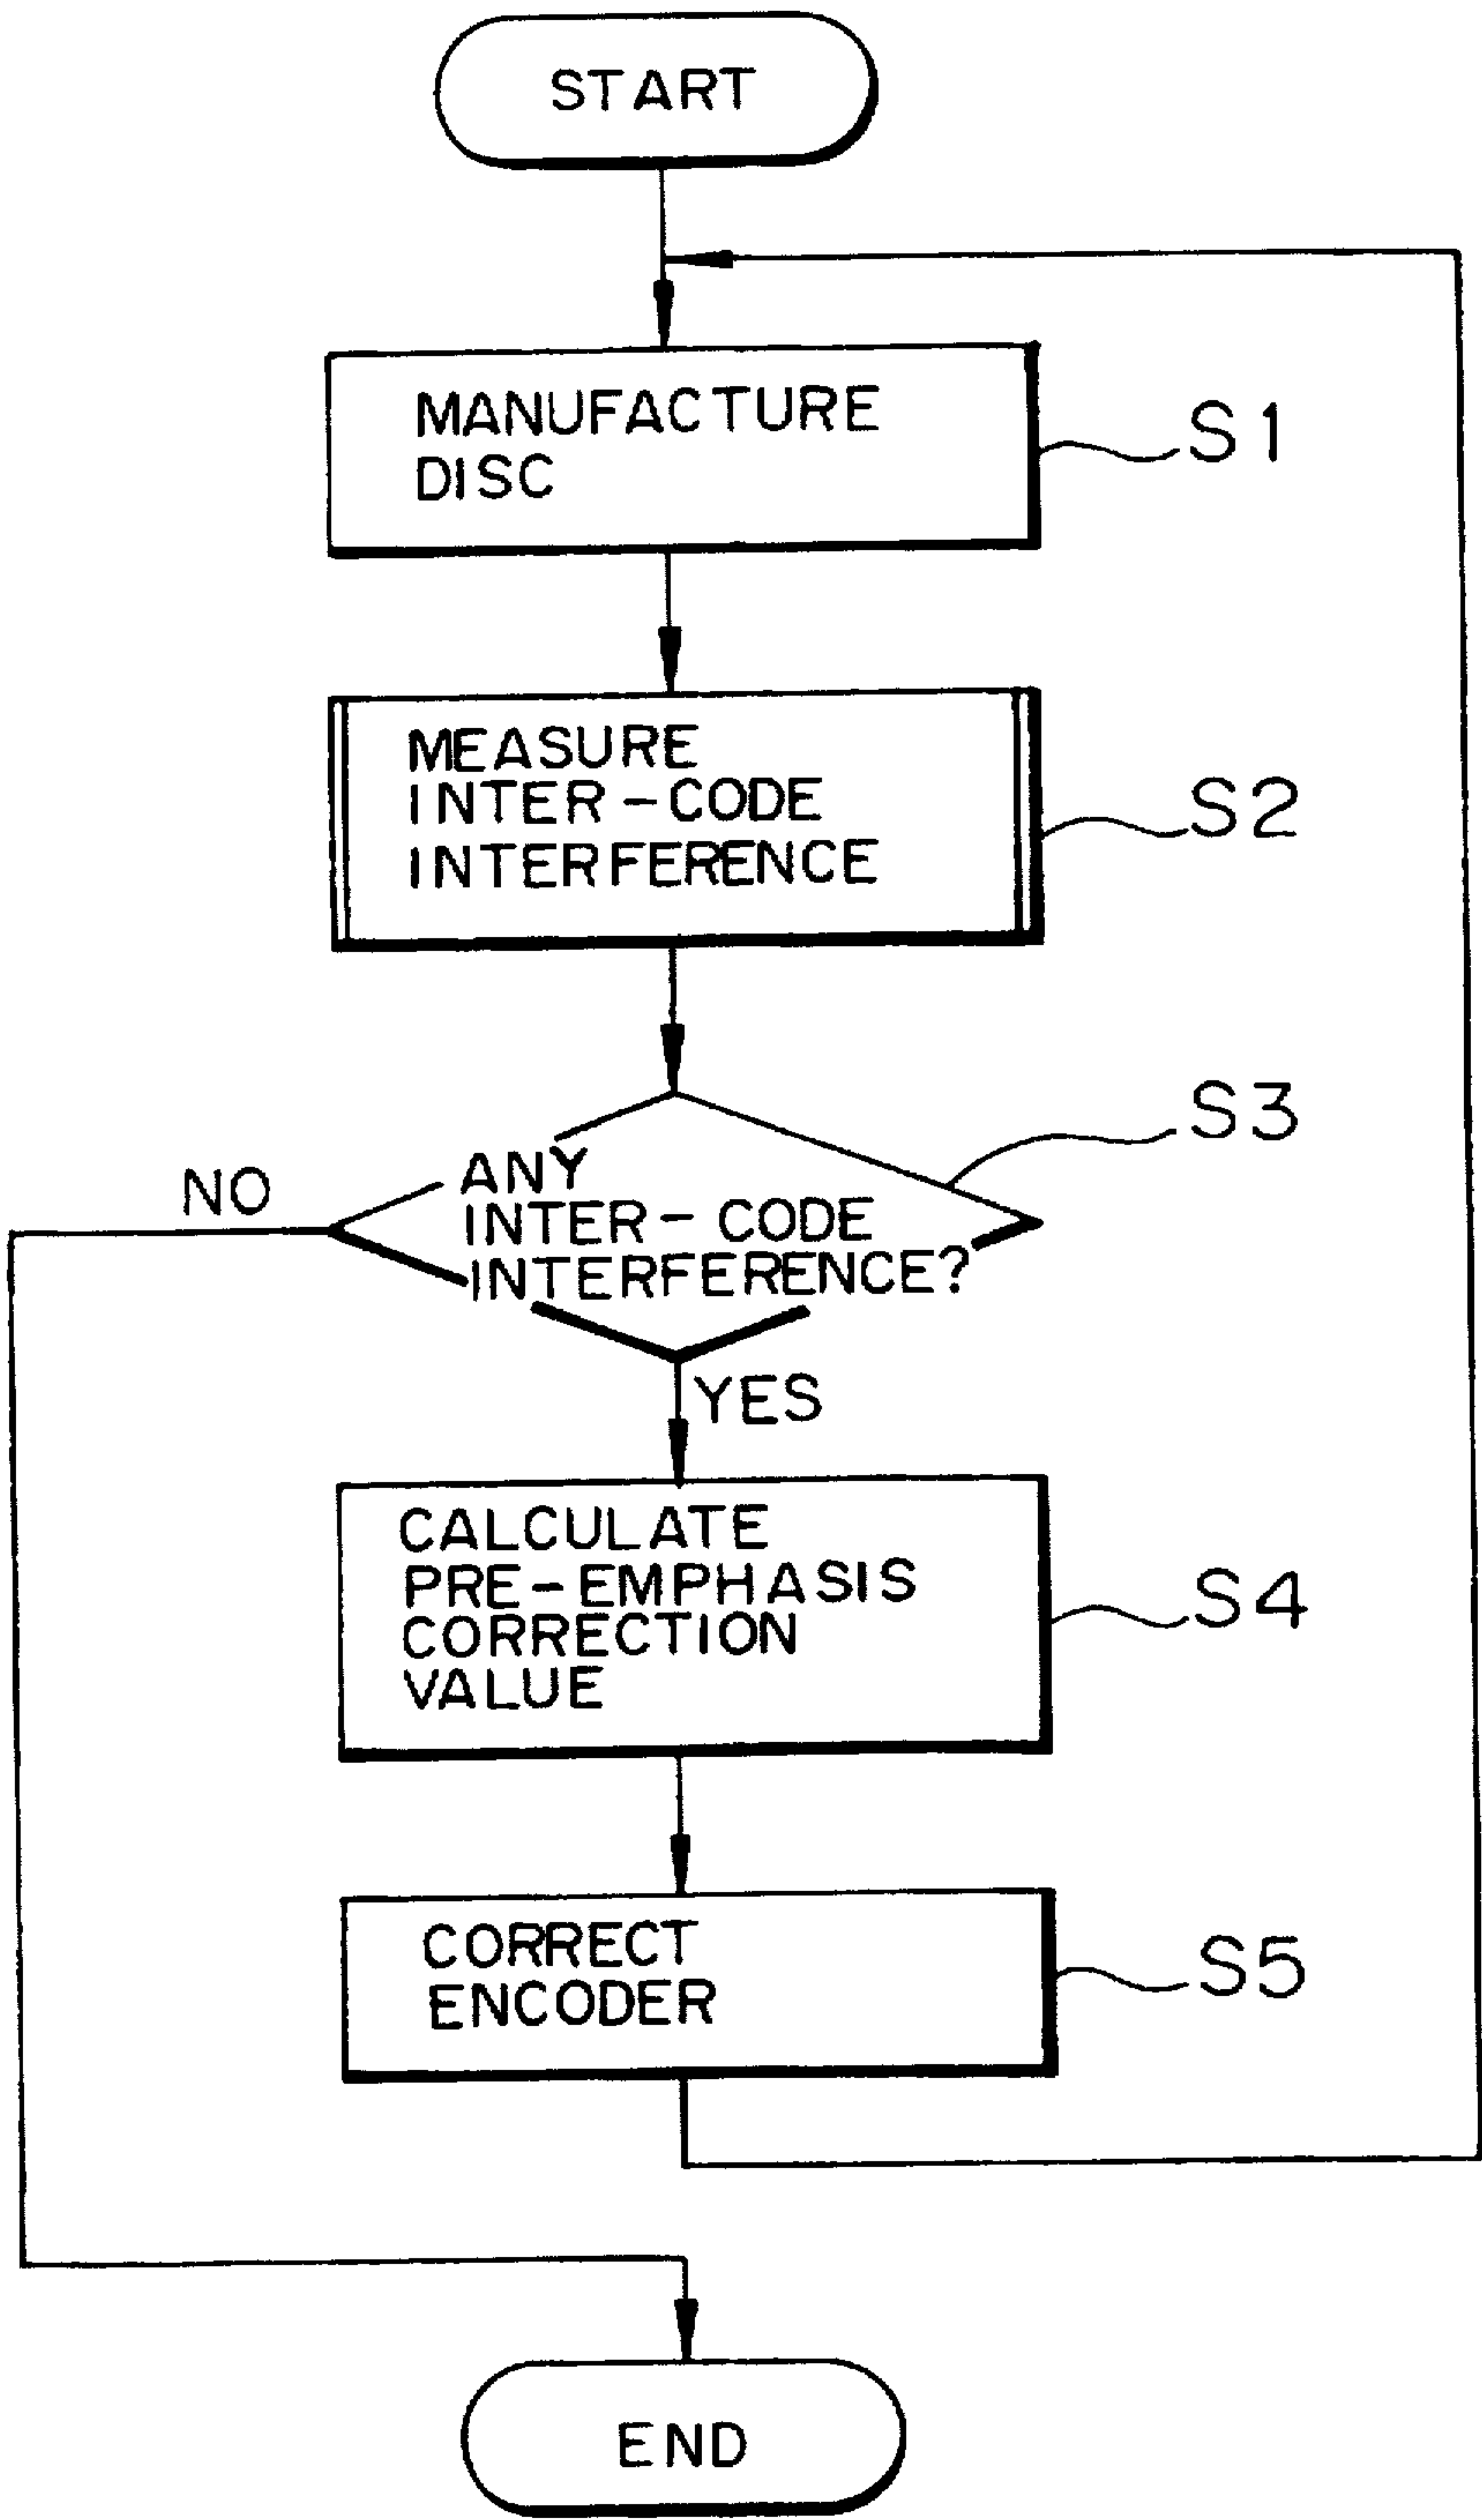 START
MANUFACTURE
DISC
S1
MEASURE
INTER-CODE
INTERFERENCE
S2
S3
NO
ANY
INTER-CODE
INTERFERENCE?
YES
CALCULATE
PRE-EMPHASIS
CORRECTION
VALUE
S4
CORRECT
ENCODER
S5
END